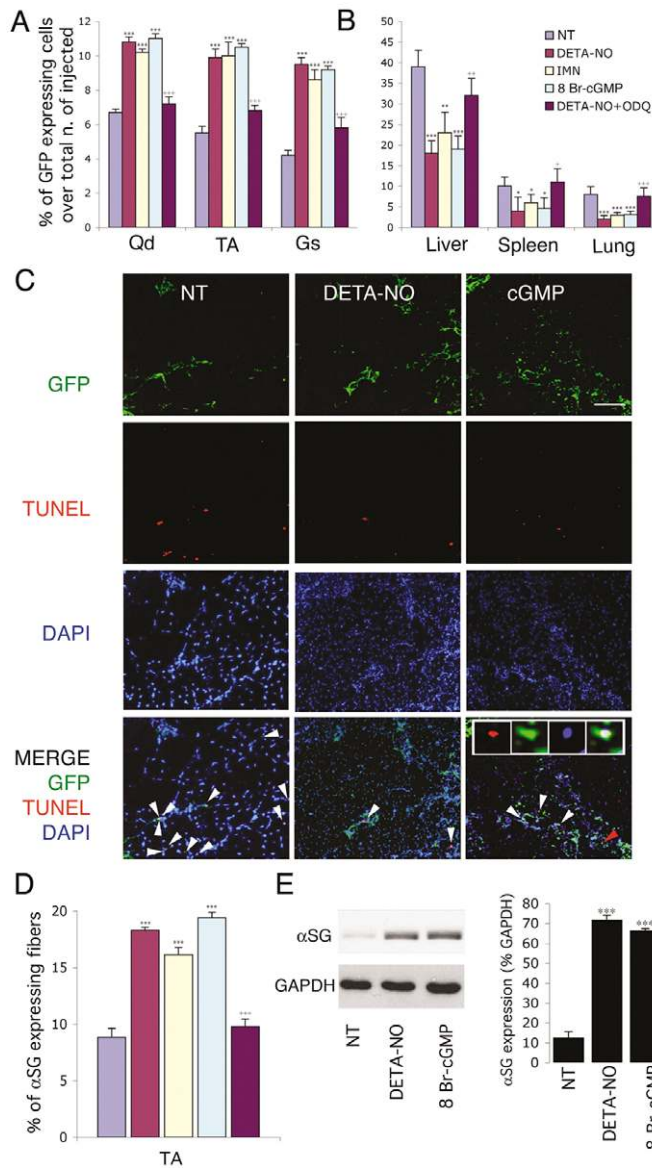 A
% of GFP expressing cells
over total n. of injected
12
10
8
6
4
2
0
***
***
***
+++
***
***
***
+++
***
***
***
+++
Qd
TA
Gs
B
50
45
40
35
30
25
20
15
10
5
0
***
**
***
++
*
*
*
+
***
***
***
+++
Liver
Spleen
Lung
NT
DETA-NO
IMN
8 Br-cGMP
DETA-NO+ODQ
C
NT
DETA-NO
cGMP
GFP
TUNEL
DAPI
MERGE
GFP
TUNEL
DAPI
D
% of αSG expressing fibers
20
15
10
5
0
***
***
***
+++
TA
E
αSG
GAPDH
NT
DETA-NO
8 Br-cGMP
αSG expression (% GAPDH)
80
70
60
50
40
30
20
10
0
***
***
NT
DETA-NO
8 Br-cGMP